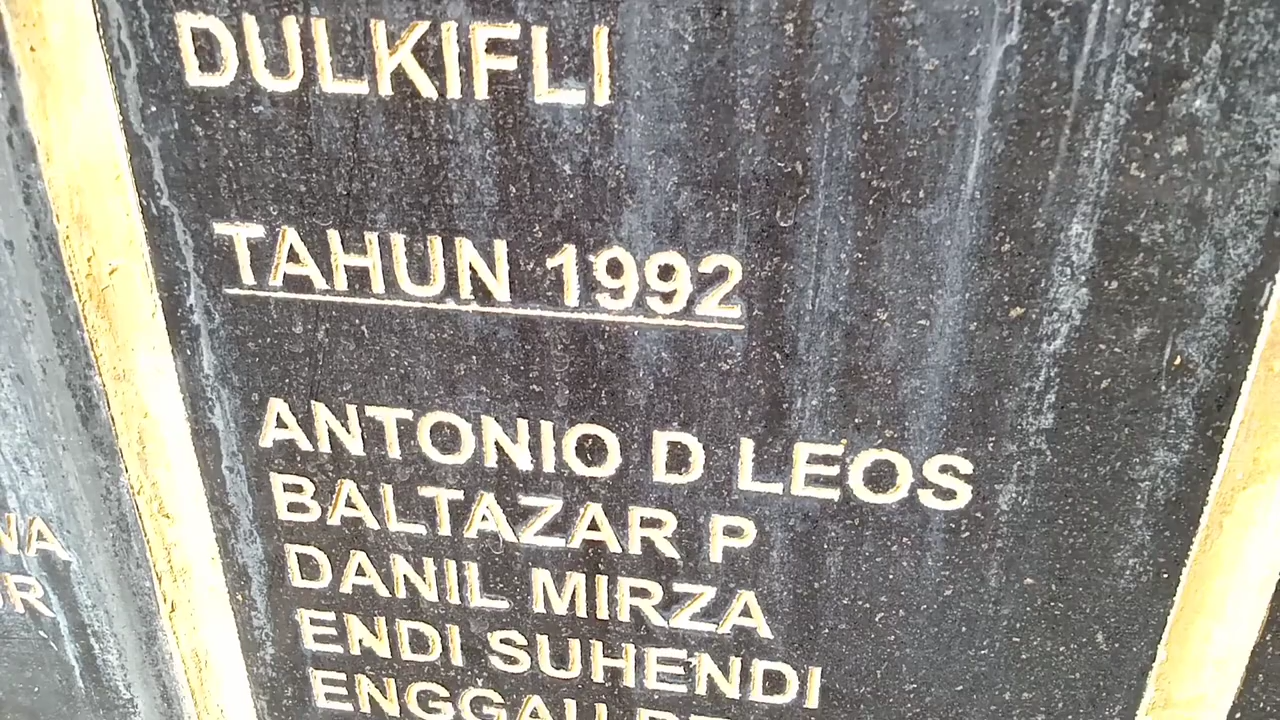 DULKIFLI
TAHUN 1992
ANTONIO D LEOS
BALTAZAR P
DANIL MIRZA
ENDI SUHENDI